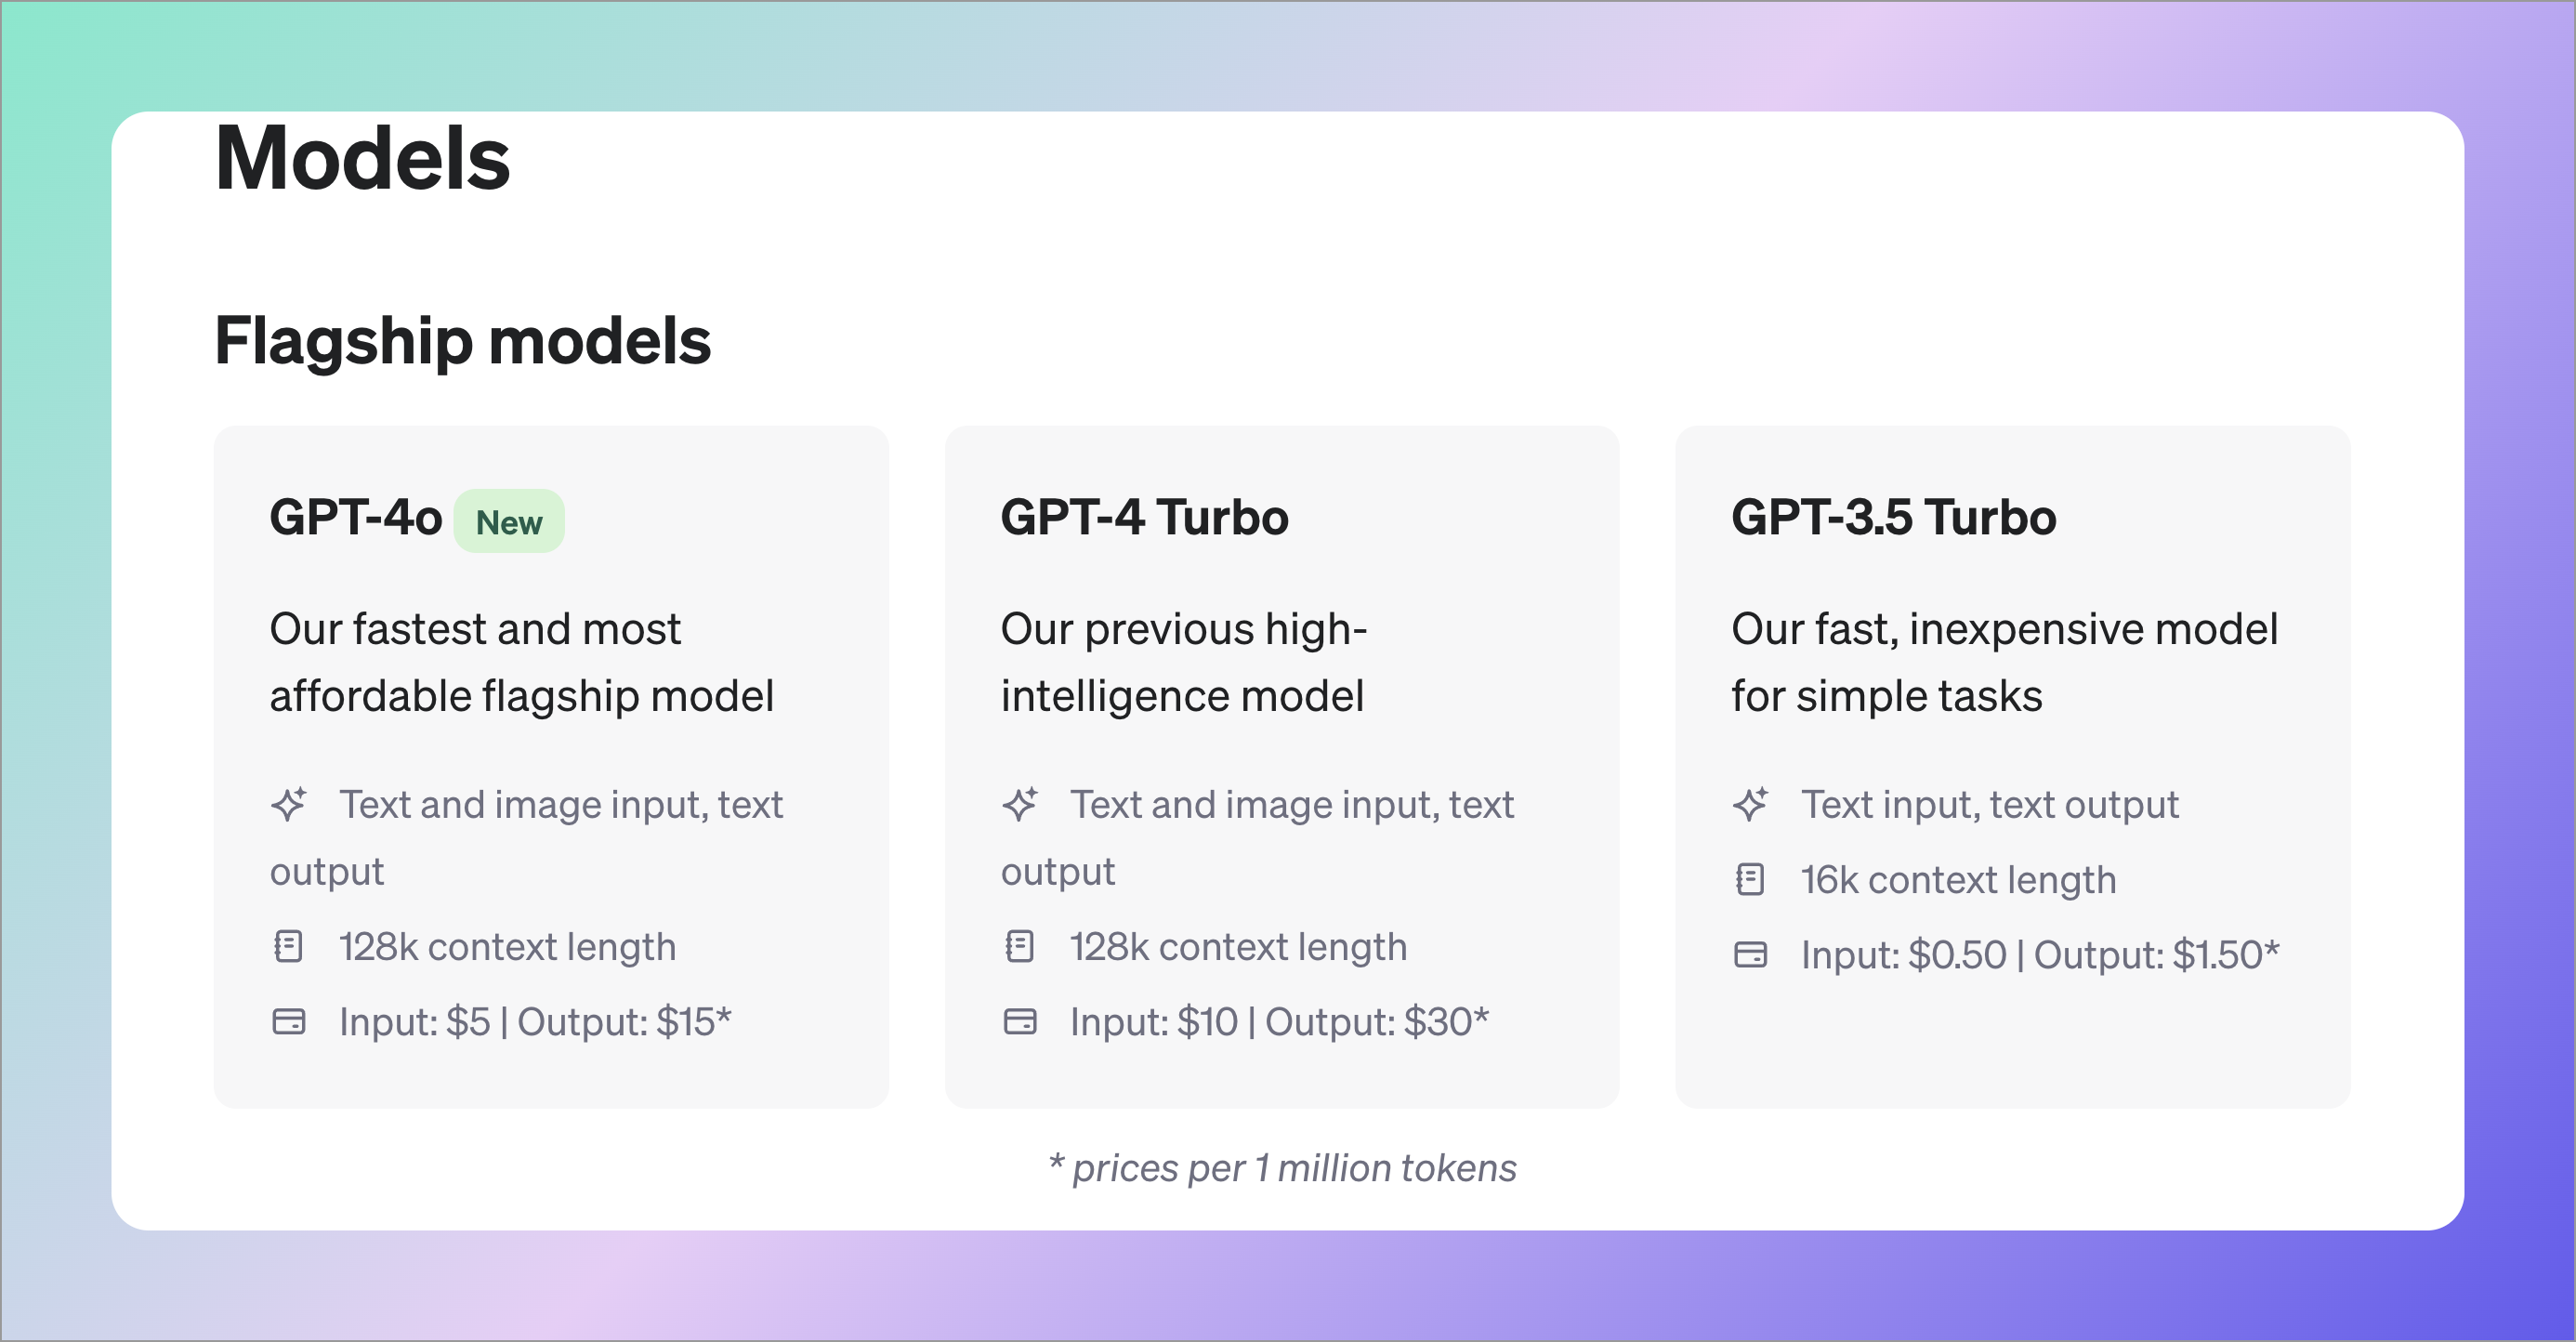 Models
Flagship models
GPT-4o New
Our fastest and most
affordable flagship model
Text and image input, text
output
128k context length
Input: $5 | Output: $15*
GPT-4 Turbo
Our previous high-
intelligence model
Text and image input, text
output
128k context length
Input: $10 | Output: $30*
GPT-3.5 Turbo
Our fast, inexpensive model
for simple tasks
Text input, text output
16k context length
Input: $0.50 | Output: $1.50*
* prices per 1 million tokens